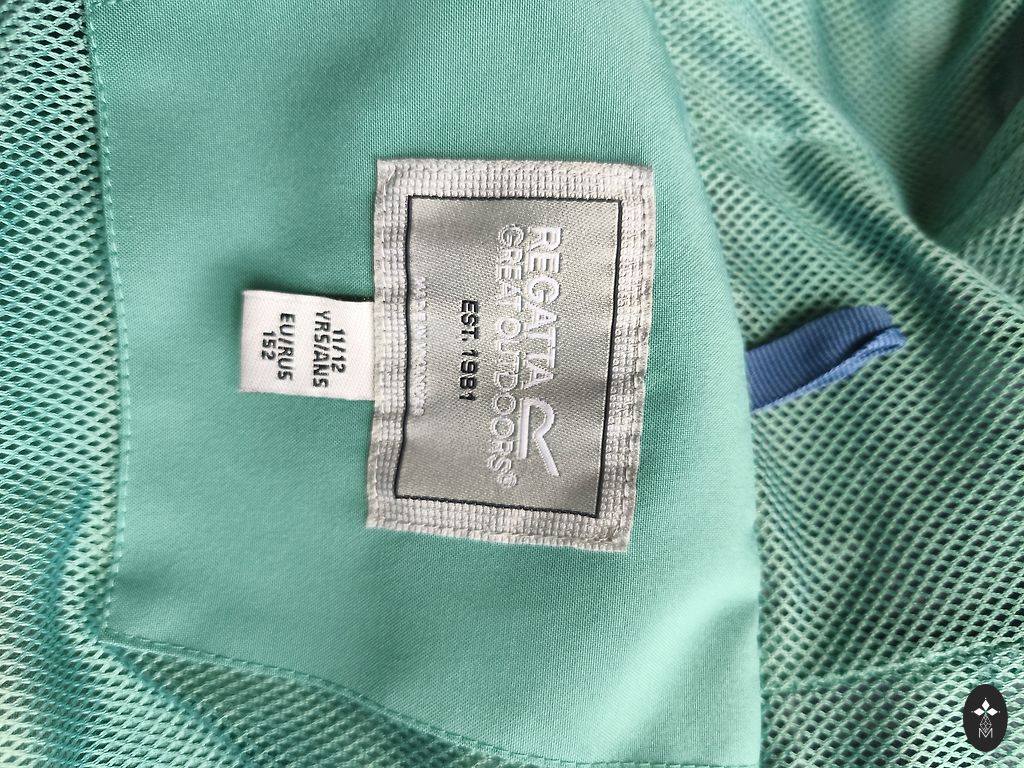 REGATTA
GREAT OUTDOORS®
EST. 1981
11/12
YRS/ANS
EU/RUS
152
M